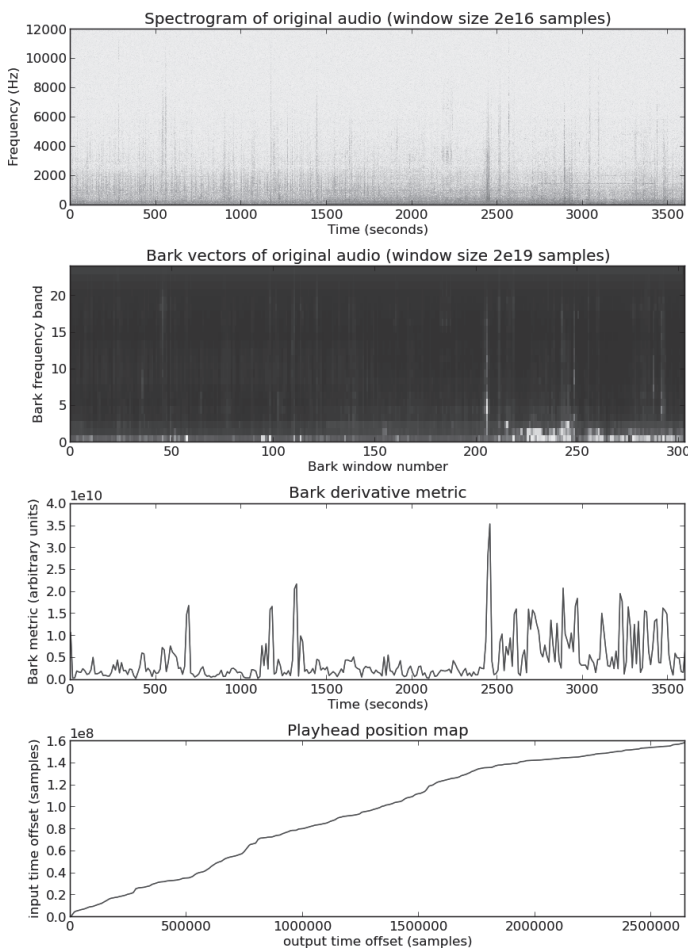 Spectrogram of original audio (window size 2e16 samples)
12000
10000
8000
6000
4000
2000
0
Frequency (Hz)
0 500 1000 1500 2000 2500 3000 3500
Time (seconds)
Bark vectors of original audio (window size 2e19 samples)
20
15
10
5
0
Bark frequency band
0 50 100 150 200 250 300
Bark window number
Bark derivative metric
1e10
4.0
3.5
3.0
2.5
2.0
1.5
1.0
0.5
0.0
Bark metric (arbitrary units)
0 500 1000 1500 2000 2500 3000 3500
Time (seconds)
Playhead position map
1e8
1.6
1.4
1.2
1.0
0.8
0.6
0.4
0.2
0.0
input time offset (samples)
0 500000 1000000 1500000 2000000 2500000
output time offset (samples)